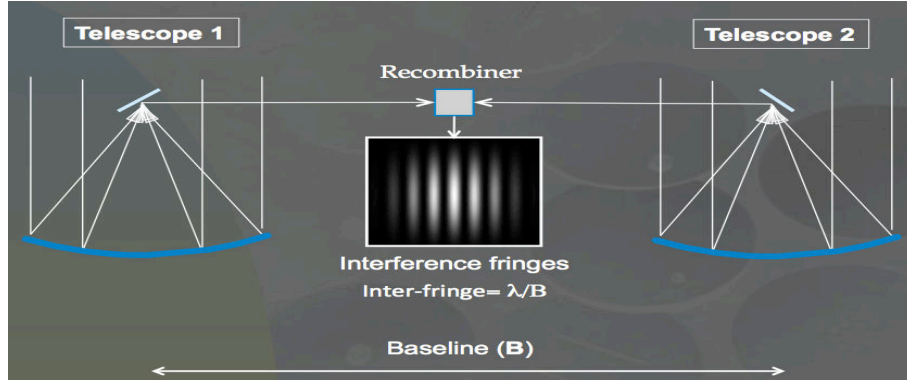 Telescope 1
Telescope 2
Recombiner
Interference fringes
Inter-fringe= λ/B
Baseline (B)